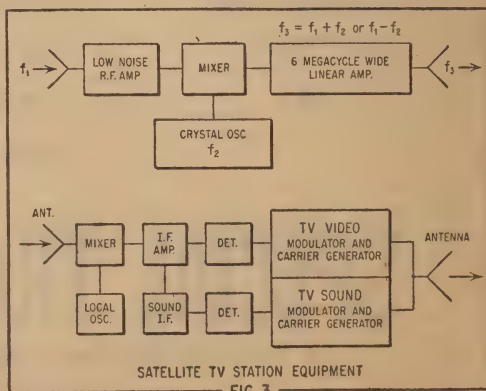 f₃ = f₁ + f₂ or f₁ - f₂
f₁
LOW NOISE
R.F. AMP
MIXER
6 MEGACYCLE WIDE
LINEAR AMP.
f₃
CRYSTAL OSC
f₂
ANT.
MIXER
I.F.
AMP.
DET.
TV VIDEO
MODULATOR AND
CARRIER GENERATOR
ANTENNA
LOCAL
OSC.
SOUND
I.F.
DET.
TV SOUND
MODULATOR AND
CARRIER GENERATOR
SATELLITE TV STATION EQUIPMENT
FIG. 3